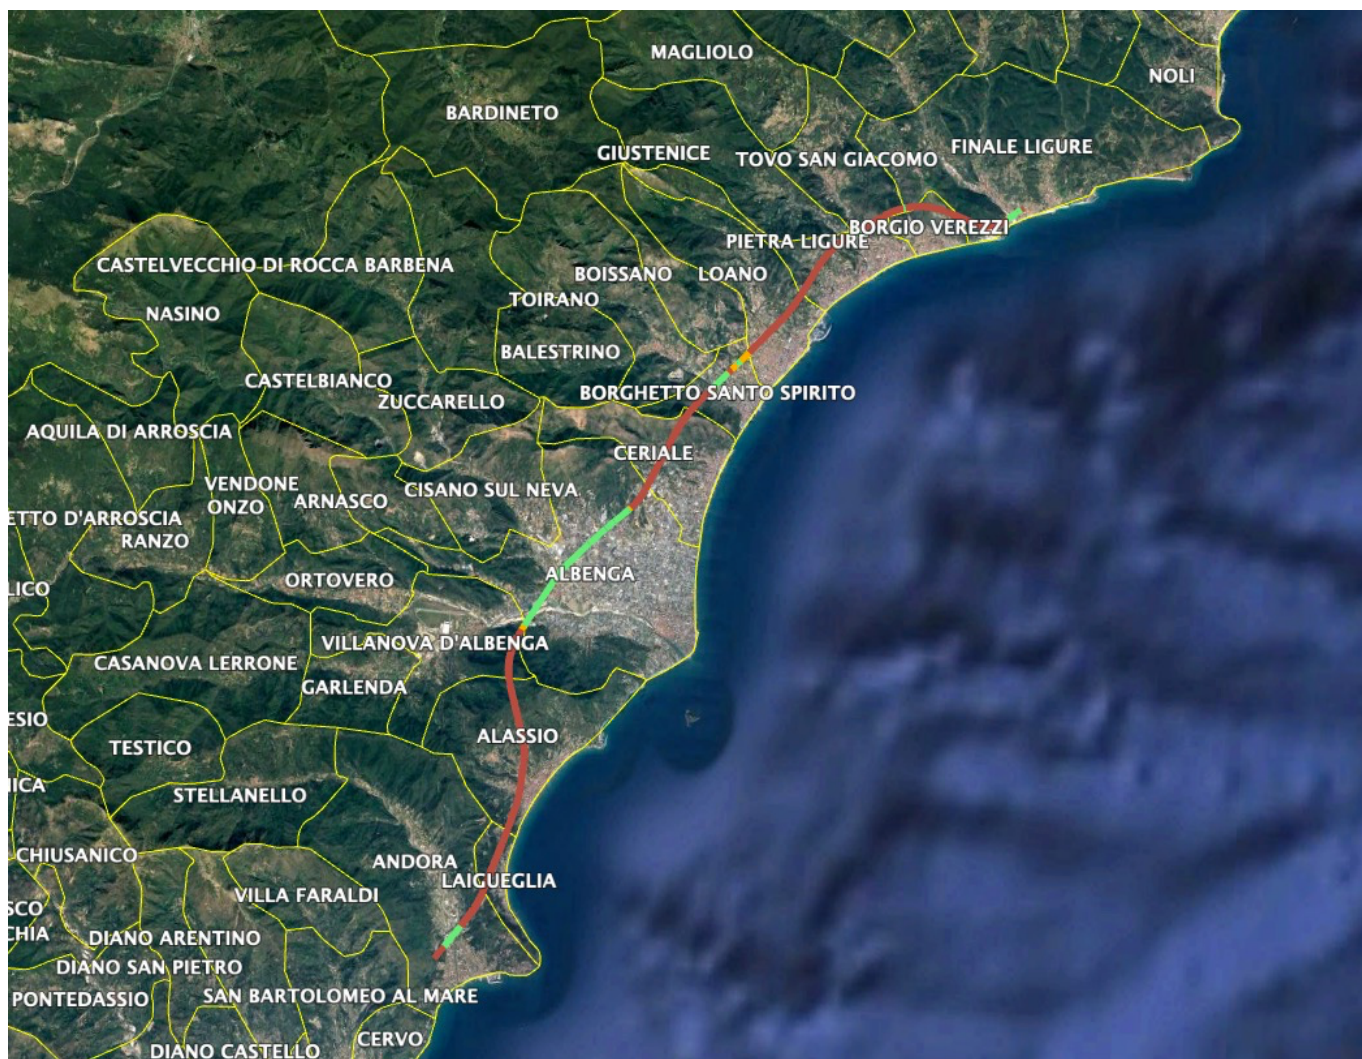 MAGLIOLO
NOLI
BARDINETO
GIUSTENICE
TOVO SAN GIACOMO
FINALE LIGURE
PIETRA LIGURE
BORGIO VEREZZI
CASTELVECCHIO DI ROCCA BARBENA
BOISSANO
LOANO
NASINO
TOIRANO
BALESTRINO
CASTELBIANCO
ZUCCARELLO
BORGHETTO SANTO SPIRITO
AQUILA DI ARROSCIA
CERIALE
VENDONE
ONZO
ARNASCO
CISANO SUL NEVA
ETTO D'ARROSCIA
RANZO
ORTOVERO
ALBENGA
LICO
VILLANOVA D'ALBENGA
CASANOVA LERRONE
GARLENDA
ESIO
TESTICO
ALASSIO
ICA
STELLANELLO
CHIUSANICO
ANDORA
LAIGUEGLIA
VILLA FARALDI
SCO
CHIA
DIANO ARENTINO
DIANO SAN PIETRO
PONTEDASSIO
SAN BARTOLOMEO AL MARE
CERVO
DIANO CASTELLO